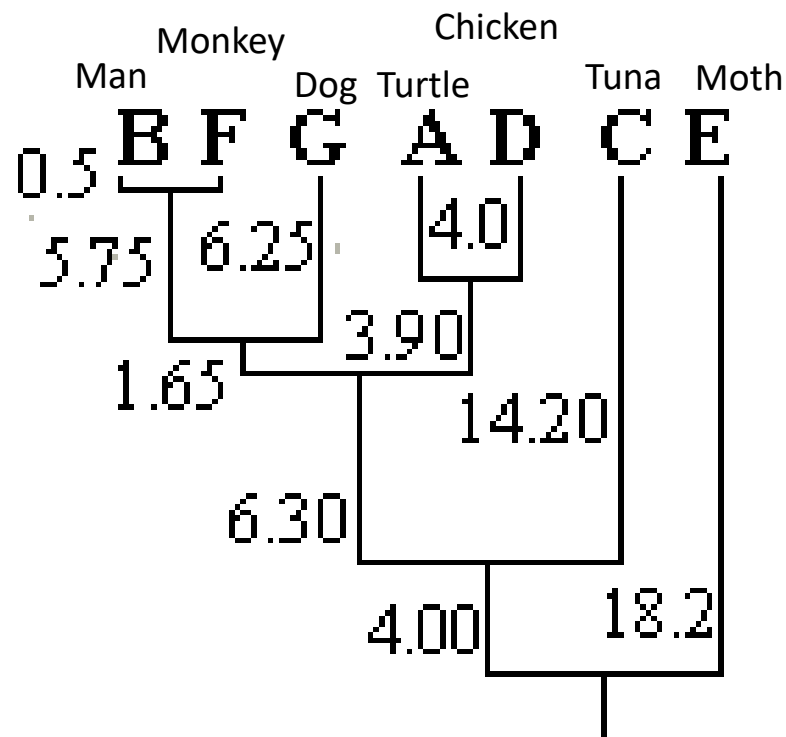 Chicken
Monkey
Man Dog Turtle Tuna Moth
B F G A D C E
0.5
4.0
5.75 6.25
3.90
1.65
14.20
6.30
4.00 18.2